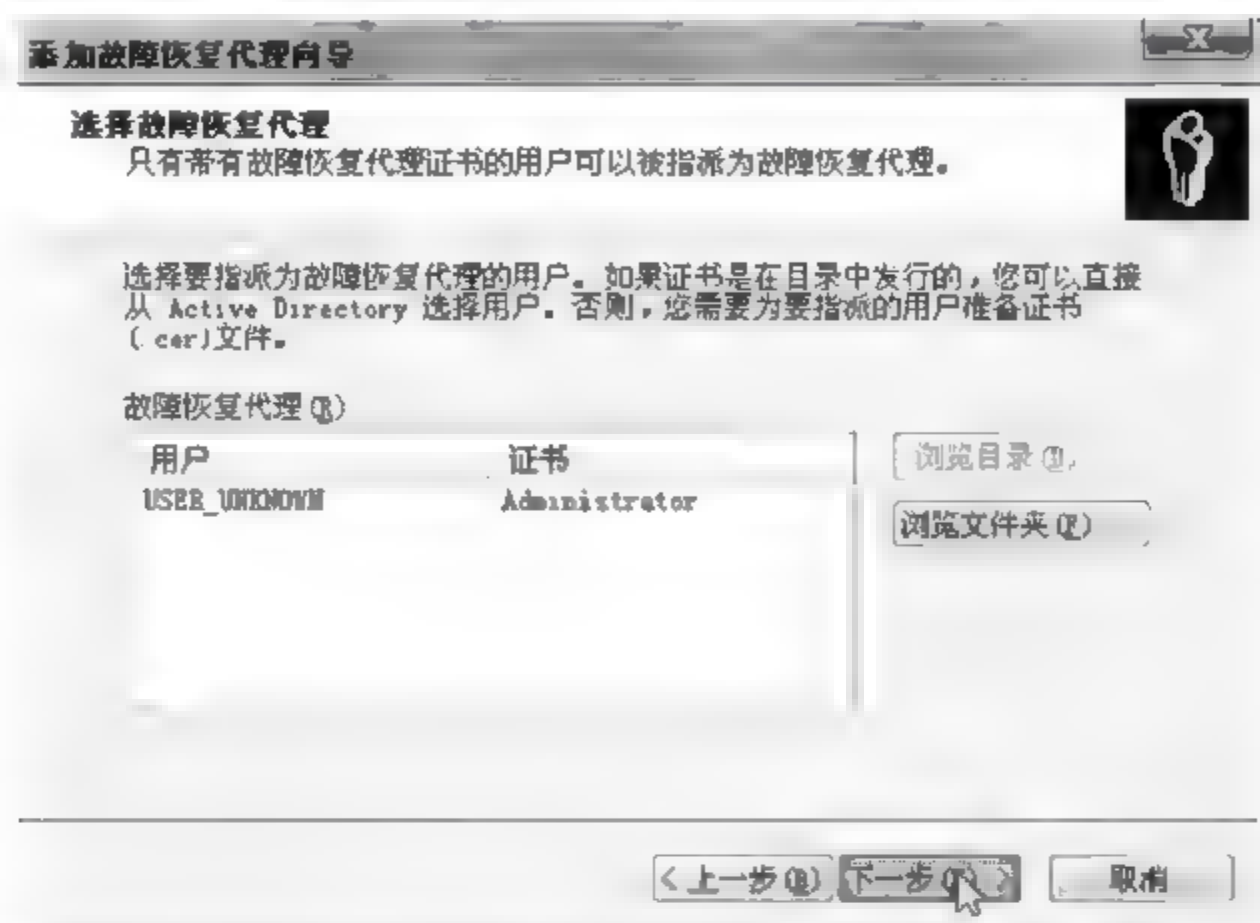 添加故障恢复代理向导
选择故障恢复代理
只有带有故障恢复代理证书的用户可以被指派为故障恢复代理。
选择要指派为故障恢复代理的用户。如果证书是在目录中发行的，您可以直接
从 Active Directory 选择用户。否则，您需要为要指派的用户准备证书
(.cer)文件。
故障恢复代理(R)
用户 证书
USER_UNKNOWN Administrator
浏览目录
浏览文件夹(F)
< 上一步(B) 下一步(N) > 取消